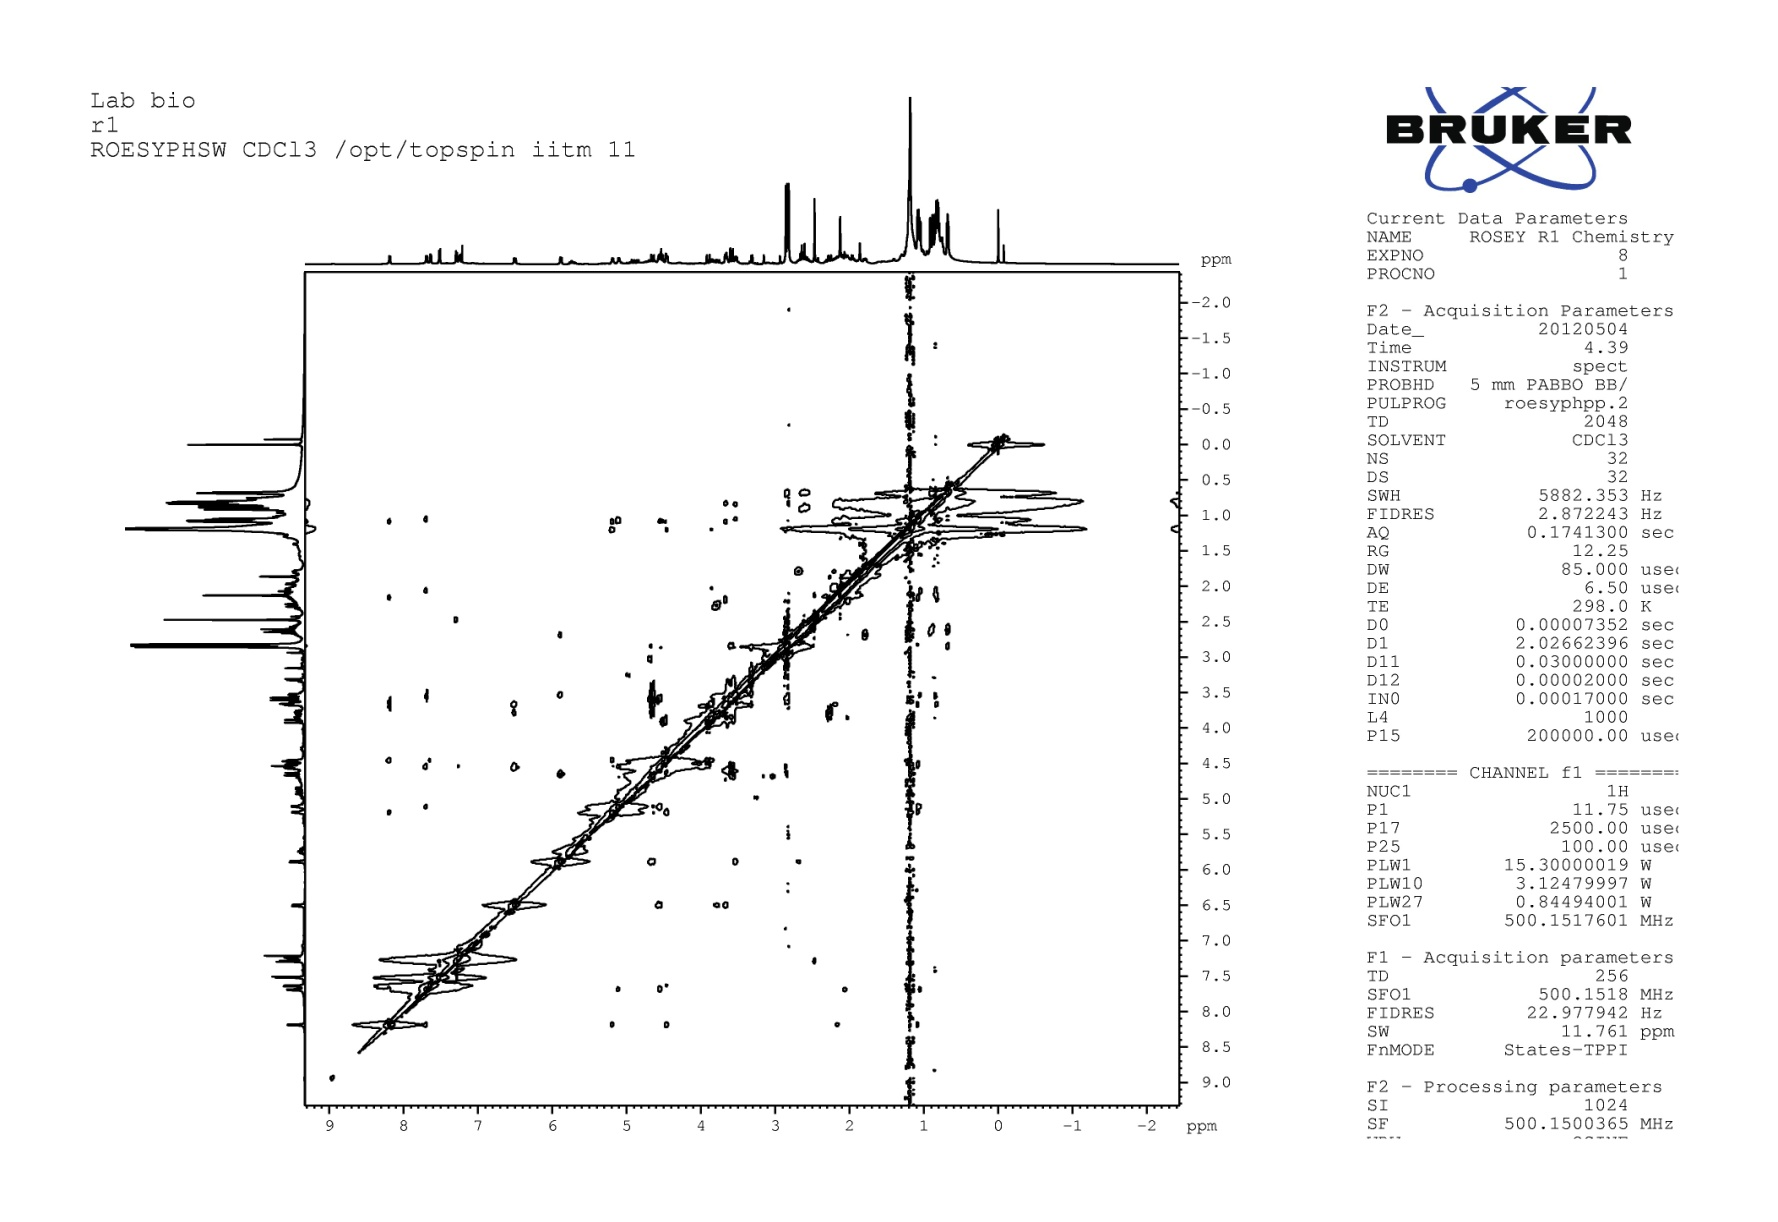 Lab bio
r1
ROESYPHSW CDCl3 /opt/topspin iitm 11
BRUKER
ppm
-2.0
-1.5
-1.0
-0.5
0.0
0.5
1.0
1.5
2.0
2.5
3.0
3.5
4.0
4.5
5.0
5.5
6.0
6.5
7.0
7.5
8.0
8.5
9.0
9 8 7 6 5 4 3 2 1 0 -1 -2 ppm
Current Data Parameters
NAME ROSEY R1 Chemistry
EXPNO 8
PROCNO 1
F2 - Acquisition Parameters
Date_ 20120504
Time 4.39
INSTRUM spect
PROBHD 5 mm PABBO BB/
PULPROG roesyphpp.2
TD 2048
SOLVENT CDCl3
NS 32
DS 32
SWH 5882.353 Hz
FIDRES 2.872243 Hz
AQ 0.1741300 sec
RG 12.25
DW 85.000 usec
DE 6.50 usec
TE 298.0 K
D0 0.00007352 sec
D1 2.02662396 sec
D11 0.03000000 sec
D12 0.00002000 sec
IN0 0.00017000 sec
L4 1000
P15 200000.00 usec
======== CHANNEL f1 ========
NUC1 1H
P1 11.75 usec
P17 2500.00 usec
P25 100.00 usec
PLW1 15.30000019 W
PLW10 3.12479997 W
PLW27 0.84494001 W
SFO1 500.1517601 MHz
F1 - Acquisition parameters
TD 256
SFO1 500.1518 MHz
FIDRES 22.977942 Hz
SW 11.761 ppm
FnMODE States-TPPI
F2 - Processing parameters
SI 1024
SF 500.1500365 MHz